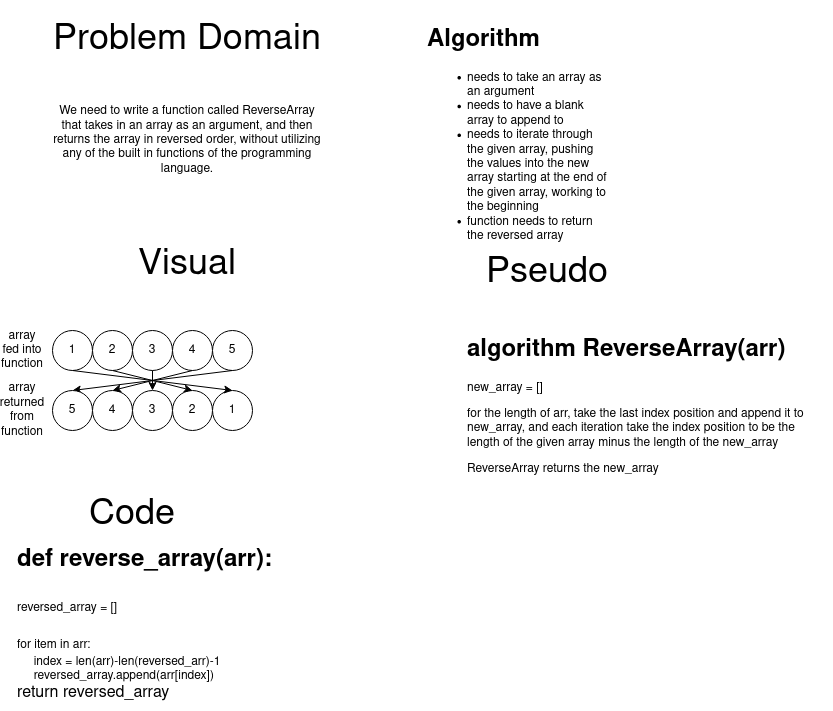 Problem Domain
We need to write a function called ReverseArray
that takes in an array as an argument, and then
returns the array in reversed order, without utilizing
any of the built in functions of the programming
language.
Algorithm
• needs to take an array as
an argument
• needs to have a blank
array to append to
• needs to iterate through
the given array, pushing
the values into the new
array starting at the end of
the given array, working to
the beginning
• function needs to return
the reversed array
Visual
array
fed into
function
1 2 3 4 5
array
returned
from
function
5 4 3 2 1
Pseudo
algorithm ReverseArray(arr)
new_array = []
for the length of arr, take the last index position and append it to
new_array, and each iteration take the index position to be the
length of the given array minus the length of the new_array
ReverseArray returns the new_array
Code
def reverse_array(arr):
reversed_array = []
for item in arr:
index = len(arr)-len(reversed_arr)-1
reversed_array.append(arr[index])
return reversed_array